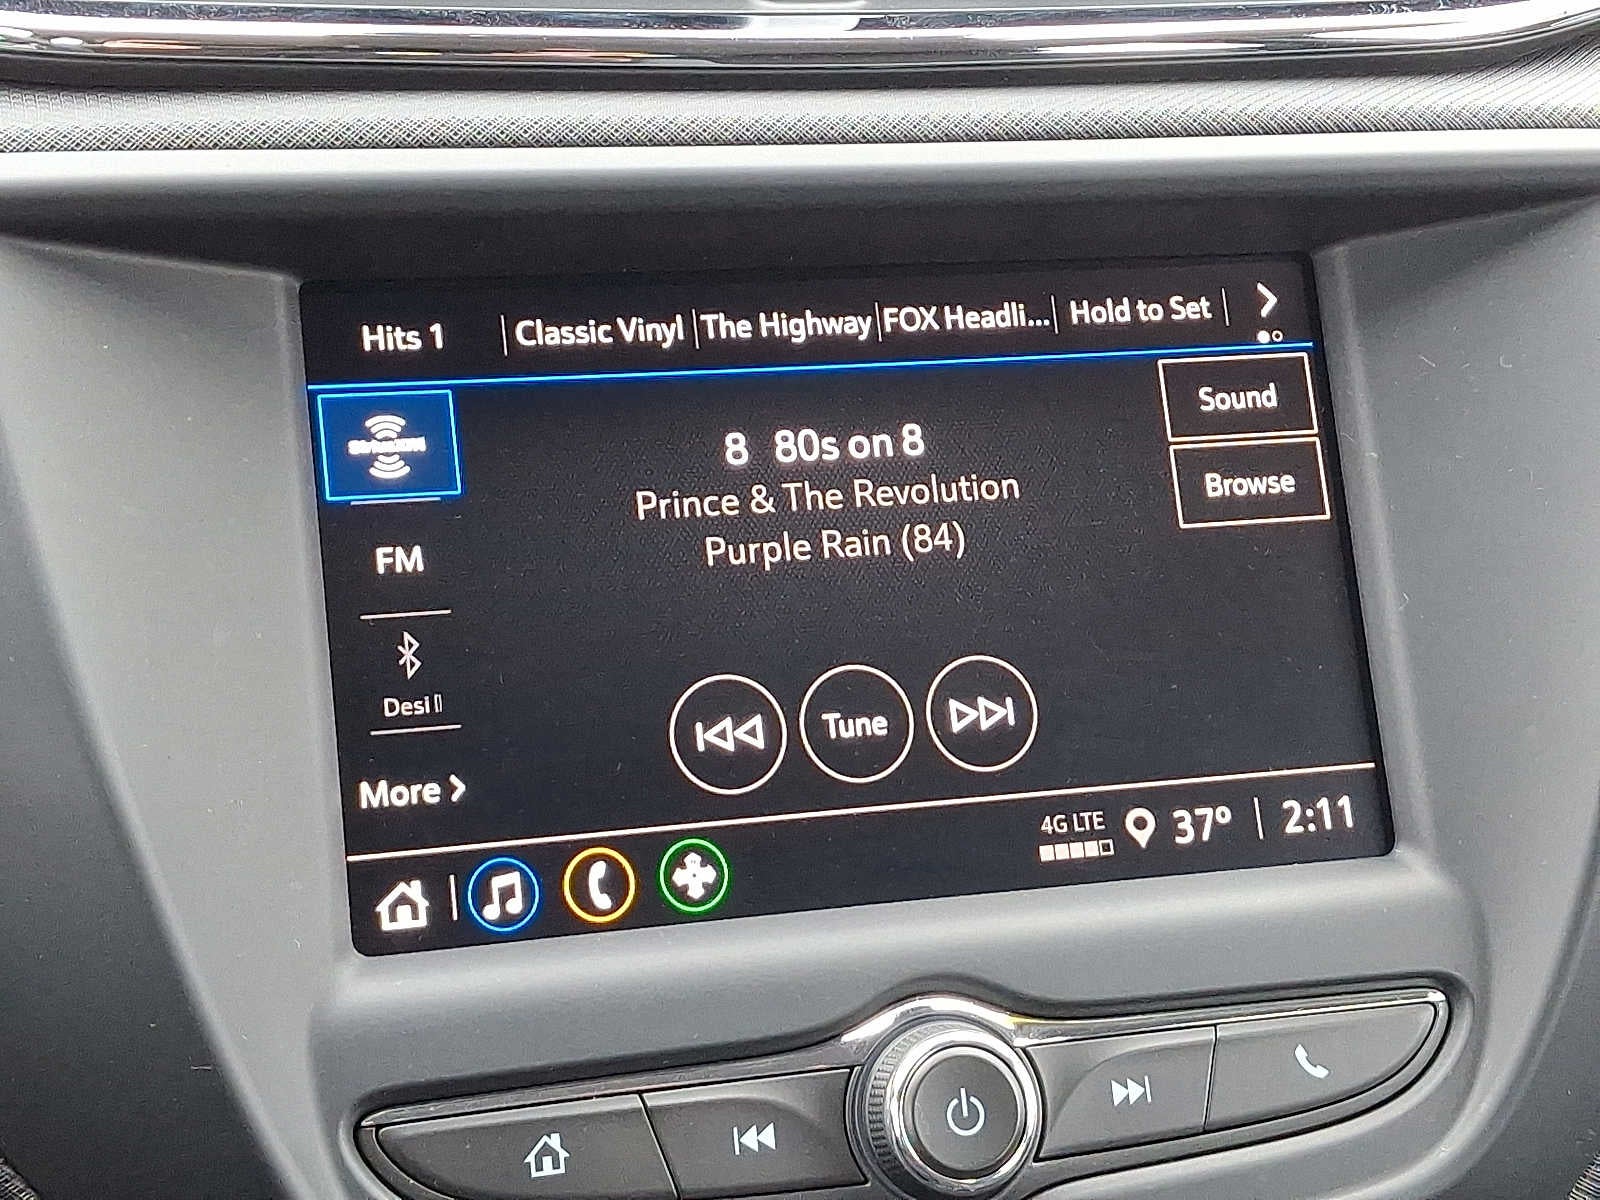 Hits 1 Classic Vinyl The Highway FOX Headli... Hold to Set
Sound
Browse
8 80s on 8
Prince & The Revolution
Purple Rain (84)
FM
Desi
More
Tune
4G LTE 37° 2:11